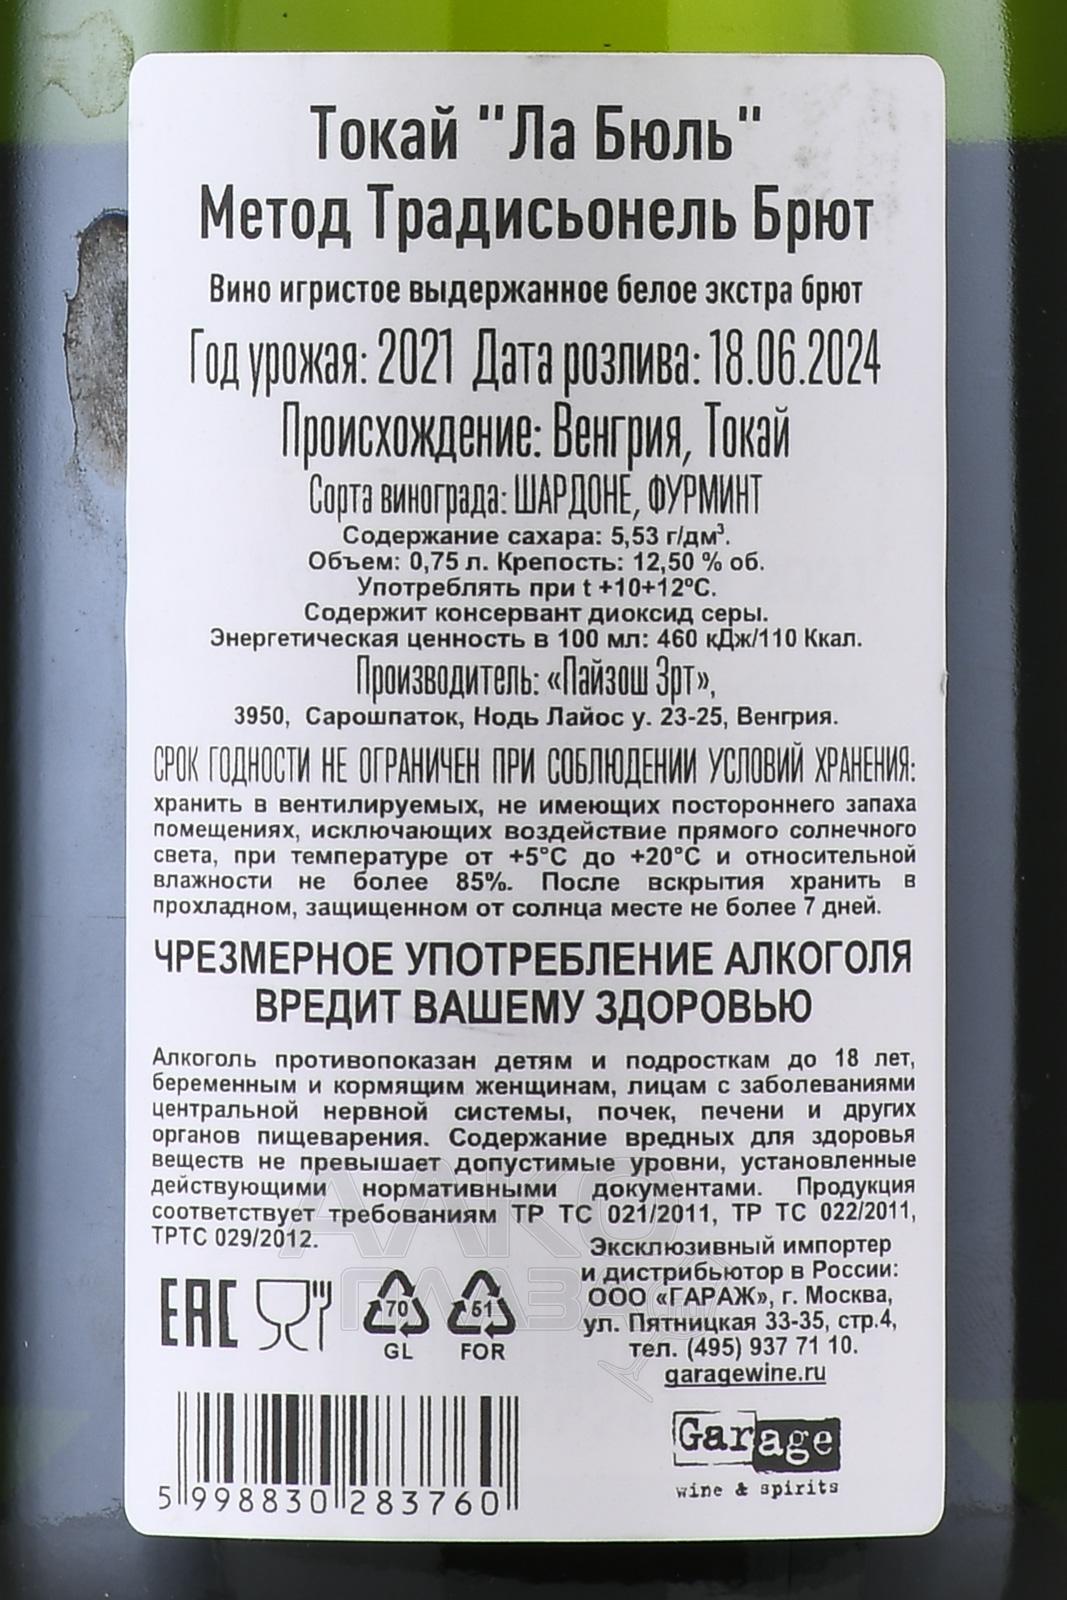 Токай "Ла Бюль"
Метод Традисьонель Брют
Вино игристое выдержанное белое экстра брют
Год урожая: 2021 Дата розлива: 18.06.2024
Происхождение: Венгрия, Токай
Сорта винограда: ШАРДОНЕ, ФУРМИНТ
Содержание сахара: 5,53 г/дм³.
Объем: 0,75 л. Крепость: 12,50 % об.
Употреблять при t +10+12ºС.
Содержит консервант диоксид серы.
Энергетическая ценность в 100 мл: 460 кДж/110 Ккал.
Производитель: «Пайзош Зрт»,
3950, Сарошпаток, Нодь Лайос у. 23-25, Венгрия.
СРОК ГОДНОСТИ НЕ ОГРАНИЧЕН ПРИ СОБЛЮДЕНИИ УСЛОВИЙ ХРАНЕНИЯ:
хранить в вентилируемых, не имеющих постороннего запаха
помещениях, исключающих воздействие прямого солнечного
света, при температуре от +5°С до +20°С и относительной
влажности не более 85%. После вскрытия хранить в
прохладном, защищенном от солнца месте не более 7 дней.
ЧРЕЗМЕРНОЕ УПОТРЕБЛЕНИЕ АЛКОГОЛЯ
ВРЕДИТ ВАШЕМУ ЗДОРОВЬЮ
Алкоголь противопоказан детям и подросткам до 18 лет,
беременным и кормящим женщинам, лицам с заболеваниями
центральной нервной системы, почек, печени и других
органов пищеварения. Содержание вредных для здоровья
веществ не превышает допустимые уровни, установленные
действующими нормативными документами. Продукция
соответствует требованиям ТР ТС 021/2011, ТР ТС 022/2011,
ТРТС 029/2012.
Эксклюзивный импортер
и дистрибьютор в России:
ООО «ГАРАЖ», г. Москва,
ул. Пятницкая 33-35, стр.4,
тел. (495) 937 71 10.
garagewine.ru
EAC
70
GL
51
FOR
АЛКО
ПЛАЗА
Garage
wine & spirits
5 998830 283760